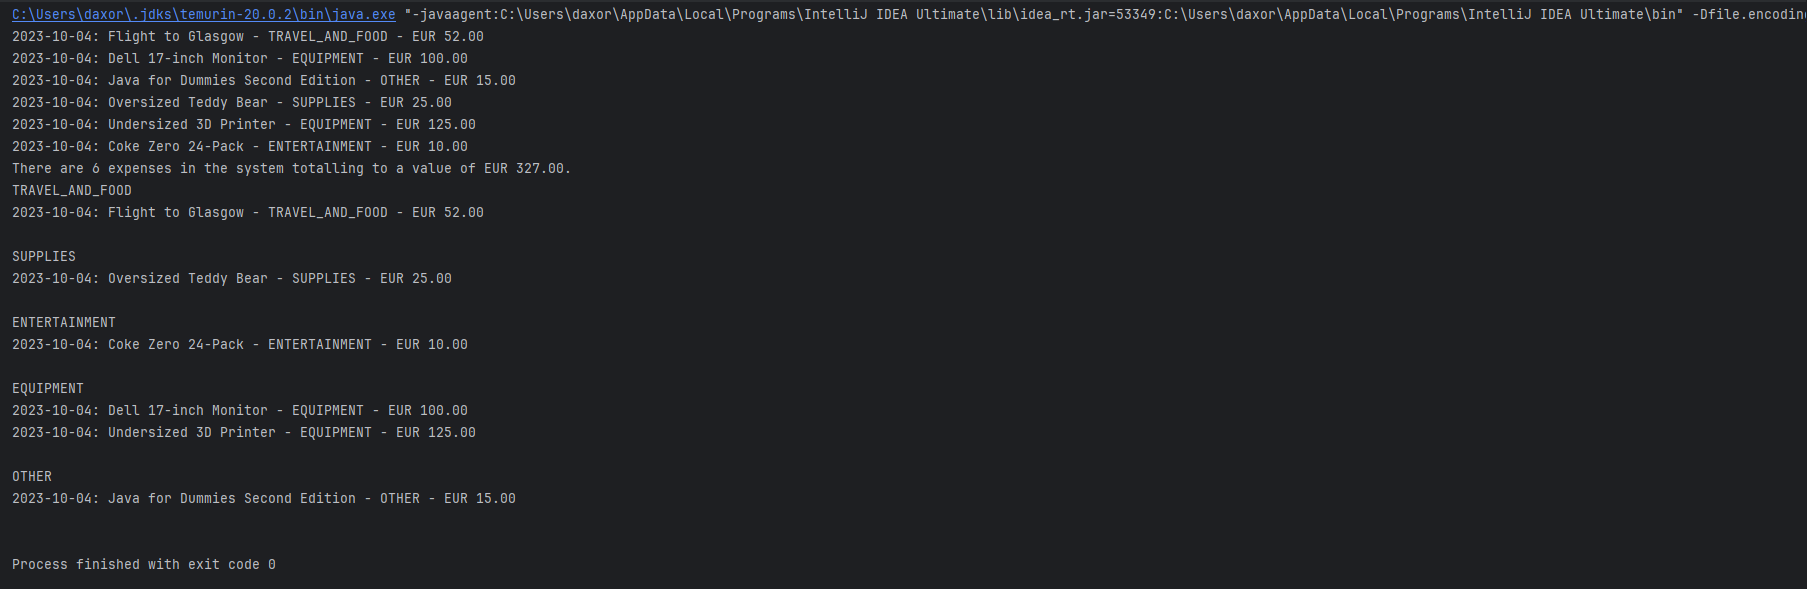 C:\Users\daxor\.jdks\temurin-20.0.2\bin\java.exe "-javaagent:C:\Users\daxor\AppData\Local\Programs\IntelliJ IDEA Ultimate\lib\idea_rt.jar=53349:C:\Users\daxor\AppData\Local\Programs\IntelliJ IDEA Ultimate\bin" -Dfile.encoding
2023-10-04: Flight to Glasgow - TRAVEL_AND_FOOD - EUR 52.00
2023-10-04: Dell 17-inch Monitor - EQUIPMENT - EUR 100.00
2023-10-04: Java for Dummies Second Edition - OTHER - EUR 15.00
2023-10-04: Oversized Teddy Bear - SUPPLIES - EUR 25.00
2023-10-04: Undersized 3D Printer - EQUIPMENT - EUR 125.00
2023-10-04: Coke Zero 24-Pack - ENTERTAINMENT - EUR 10.00
There are 6 expenses in the system totalling to a value of EUR 327.00.
TRAVEL_AND_FOOD
2023-10-04: Flight to Glasgow - TRAVEL_AND_FOOD - EUR 52.00

SUPPLIES
2023-10-04: Oversized Teddy Bear - SUPPLIES - EUR 25.00

ENTERTAINMENT
2023-10-04: Coke Zero 24-Pack - ENTERTAINMENT - EUR 10.00

EQUIPMENT
2023-10-04: Dell 17-inch Monitor - EQUIPMENT - EUR 100.00
2023-10-04: Undersized 3D Printer - EQUIPMENT - EUR 125.00

OTHER
2023-10-04: Java for Dummies Second Edition - OTHER - EUR 15.00

Process finished with exit code 0